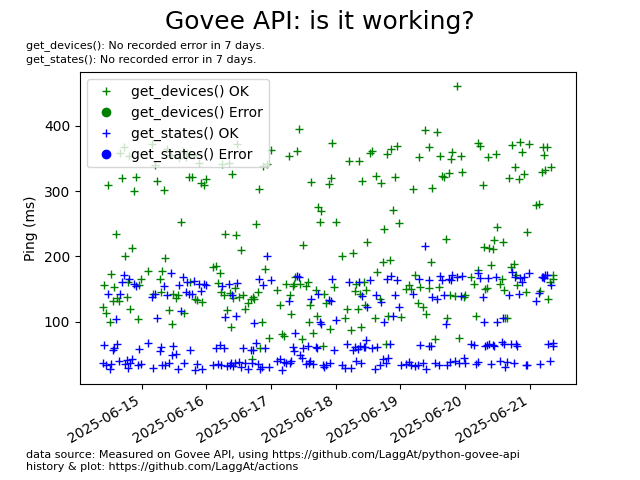 Govee API: is it working?
get_devices(): No recorded error in 7 days.
get_states(): No recorded error in 7 days.
get_devices() OK
get_devices() Error
get_states() OK
get_states() Error
Ping (ms)
400
300
200
100
2025-06-15
2025-06-16
2025-06-17
2025-06-18
2025-06-19
2025-06-20
2025-06-21
data source: Measured on Govee API, using https://github.com/LaggAt/python-govee-api
history & plot: https://github.com/LaggAt/actions